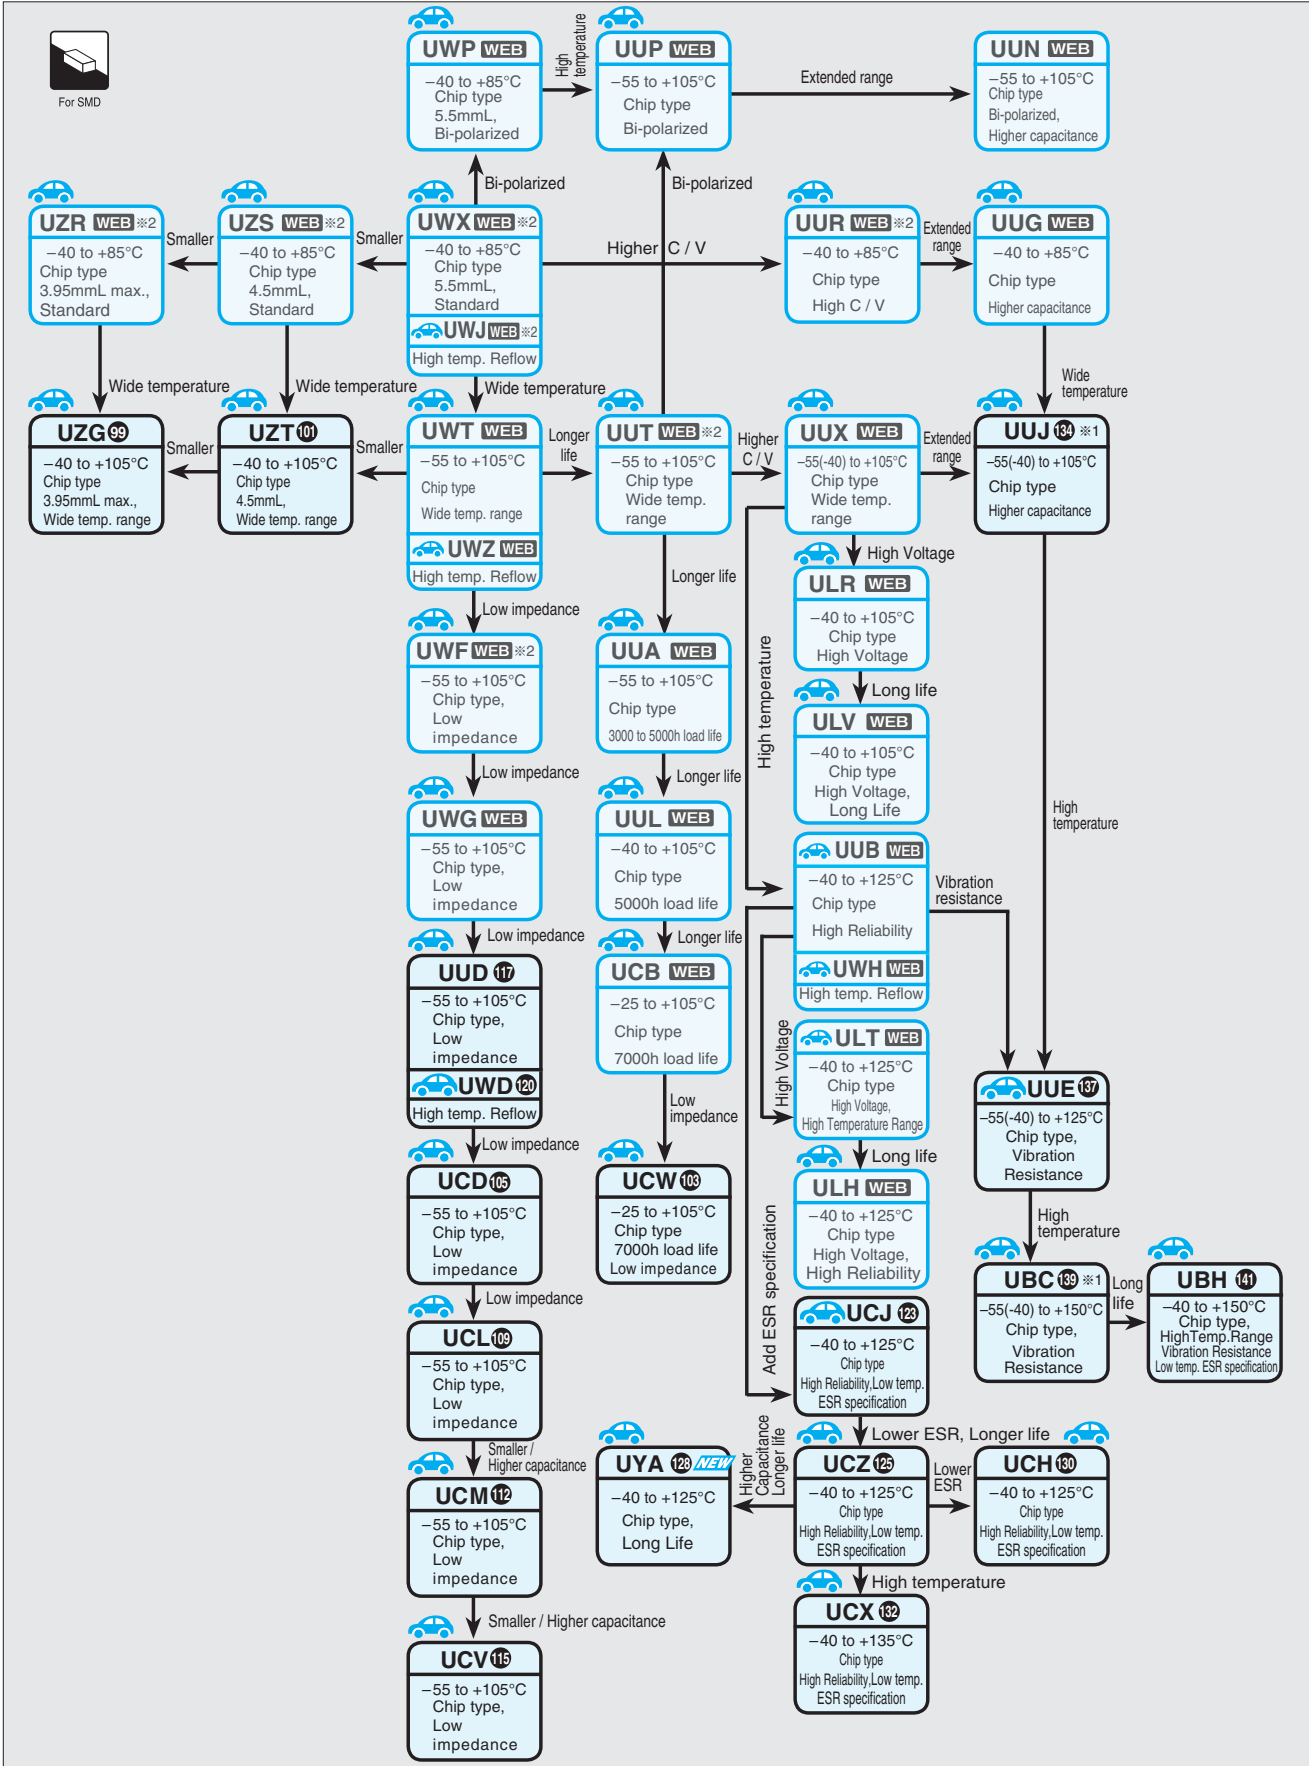 For SMD
UWP WEB
−40 to +85°C
Chip type
5.5mmL,
Bi-polarized
High temperature
UUP WEB
−55 to +105°C
Chip type
Bi-polarized
Extended range
UUN WEB
−55 to +105°C
Chip type
Bi-polarized,
Higher capacitance
Bi-polarized
Bi-polarized
UZR WEB ※2
−40 to +85°C
Chip type
3.95mmL max.,
Standard
Smaller
UZS WEB ※2
−40 to +85°C
Chip type
4.5mmL,
Standard
Smaller
UWX WEB ※2
−40 to +85°C
Chip type
5.5mmL,
Standard
UWJ WEB ※2
High temp. Reflow
Higher C / V
UUR WEB ※2
−40 to +85°C
Chip type
High C / V
Extended
range
UUG WEB
−40 to +85°C
Chip type
Higher capacitance
Wide temperature
Wide temperature
Wide temperature
Wide
temperature
UZG 99
−40 to +105°C
Chip type
3.95mmL max.,
Wide temp. range
Smaller
UZT 101
−40 to +105°C
Chip type
4.5mmL,
Wide temp. range
Smaller
UWT WEB
−55 to +105°C
Chip type
Wide temp. range
UWZ WEB
High temp. Reflow
Longer
life
UUT WEB ※2
−55 to +105°C
Chip type
Wide temp.
range
Higher
C / V
UUX WEB
−55(-40) to +105°C
Chip type
Wide temp.
range
Extended
range
UUJ 134 ※1
−55(-40) to +105°C
Chip type
Higher capacitance
High Voltage
ULR WEB
−40 to +105°C
Chip type
High Voltage
Longer life
Low impedance
UWF WEB ※2
−55 to +105°C
Chip type,
Low
impedance
UUA WEB
−55 to +105°C
Chip type
3000 to 5000h load life
High temperature
Long life
ULV WEB
−40 to +105°C
Chip type
High Voltage,
Long Life
Low impedance
Longer life
UWG WEB
−55 to +105°C
Chip type,
Low
impedance
UUL WEB
−40 to +105°C
Chip type
5000h load life
High
temperature
UUB WEB
−40 to +125°C
Chip type
High Reliability
UWH WEB
High temp. Reflow
Vibration
resistance
Low impedance
Longer life
UUD 117
−55 to +105°C
Chip type,
Low
impedance
UWD 120
High temp. Reflow
UCB WEB
−25 to +105°C
Chip type
7000h load life
High Voltage
ULT WEB
−40 to +125°C
Chip type
High Voltage,
High Temperature Range
UUE 137
−55(-40) to +125°C
Chip type,
Vibration
Resistance
Low
impedance
Low impedance
Long life
UCD 105
−55 to +105°C
Chip type,
Low
impedance
UCW 103
−25 to +105°C
Chip type
7000h load life
Low impedance
ULH WEB
−40 to +125°C
Chip type
High Voltage,
High Reliability
High
temperature
Add ESR specification
UBC 139 ※1
−55(-40) to +150°C
Chip type,
Vibration
Resistance
Long
life
UBH 141
−40 to +150°C
Chip type,
HighTemp.Range
Vibration Resistance
Low temp. ESR specification
Low impedance
UCL 109
−55 to +105°C
Chip type,
Low
impedance
UCJ 123
−40 to +125°C
Chip type
High Reliability,Low temp.
ESR specification
Smaller /
Higher capacitance
Lower ESR, Longer life
UCM 112
−55 to +105°C
Chip type,
Low
impedance
UYA 128 NEW
−40 to +125°C
Chip type,
Long Life
Higher
Capacitance
Longer life
UCZ 125
−40 to +125°C
Chip type
High Reliability,Low temp.
ESR specification
Lower
ESR
UCH 130
−40 to +125°C
Chip type
High Reliability,Low temp.
ESR specification
High temperature
UCX 132
−40 to +135°C
Chip type
High Reliability,Low temp.
ESR specification
Smaller / Higher capacitance
UCV 115
−55 to +105°C
Chip type,
Low
impedance